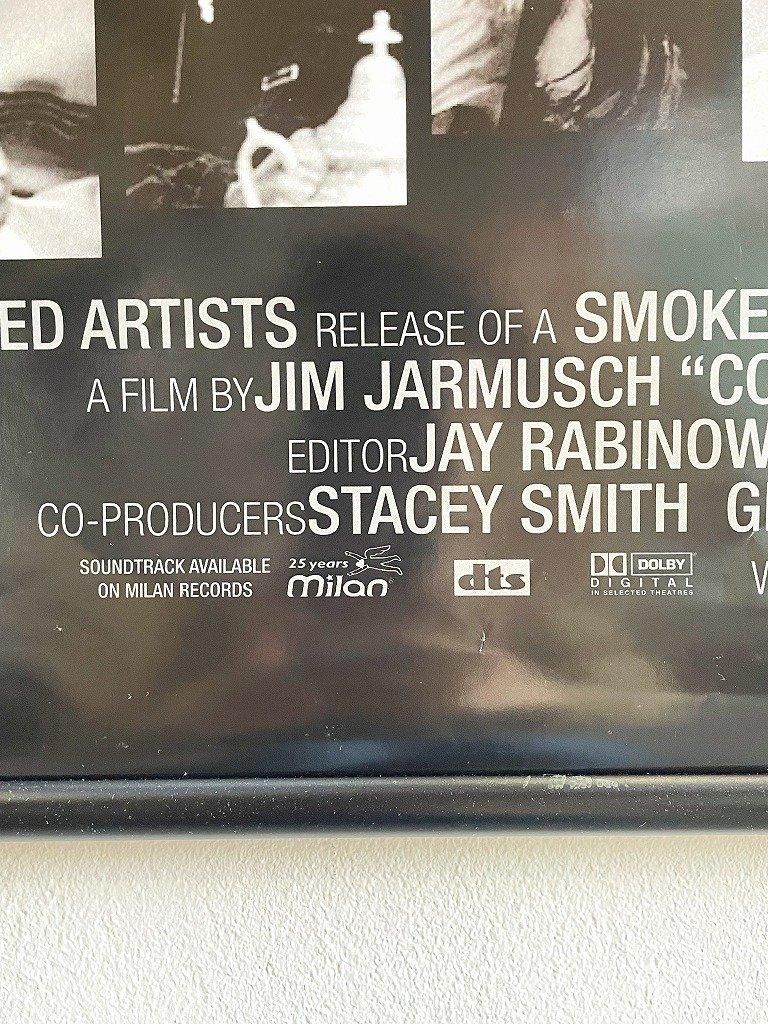 ED ARTISTS RELEASE OF A SMOKE
A FILM BY JIM JARMUSCH “CO
EDITOR JAY RABINOW
CO-PRODUCERS STACEY SMITH G
SOUNDTRACK AVAILABLE
ON MILAN RECORDS
25 years
milan
dts
DOLBY
DIGITAL
IN SELECTED THEATRES